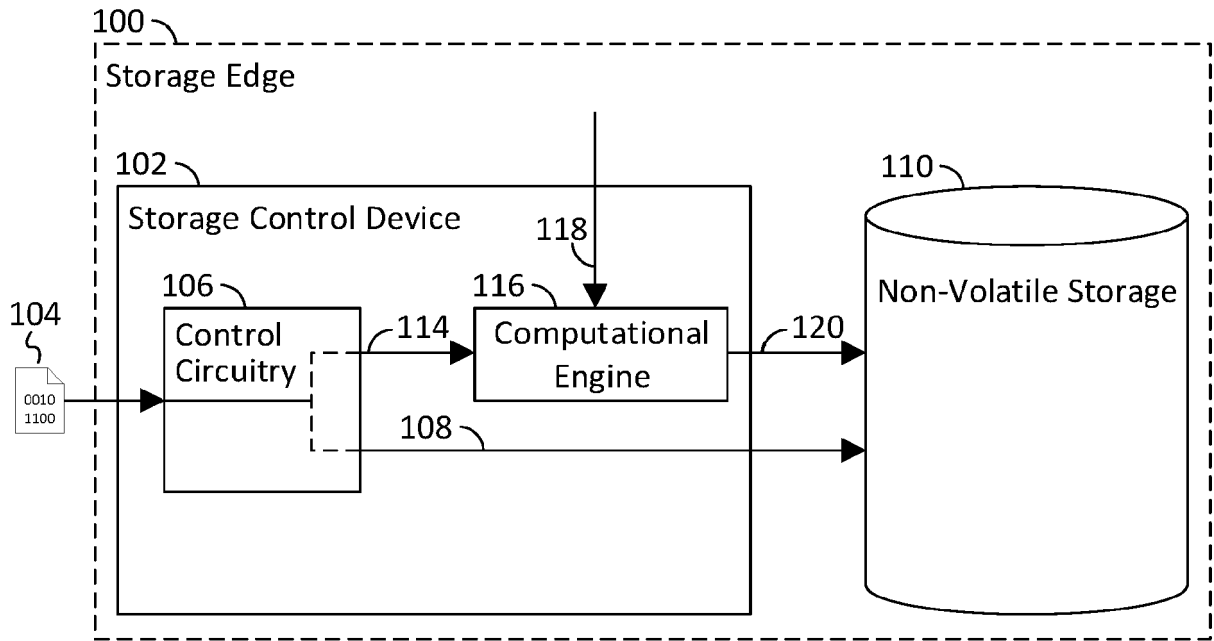 100
Storage Edge
102
Storage Control Device
110
118
106
116
Non-Volatile Storage
104
Control
Circuitry
114
Computational
Engine
120
0010
1100
108